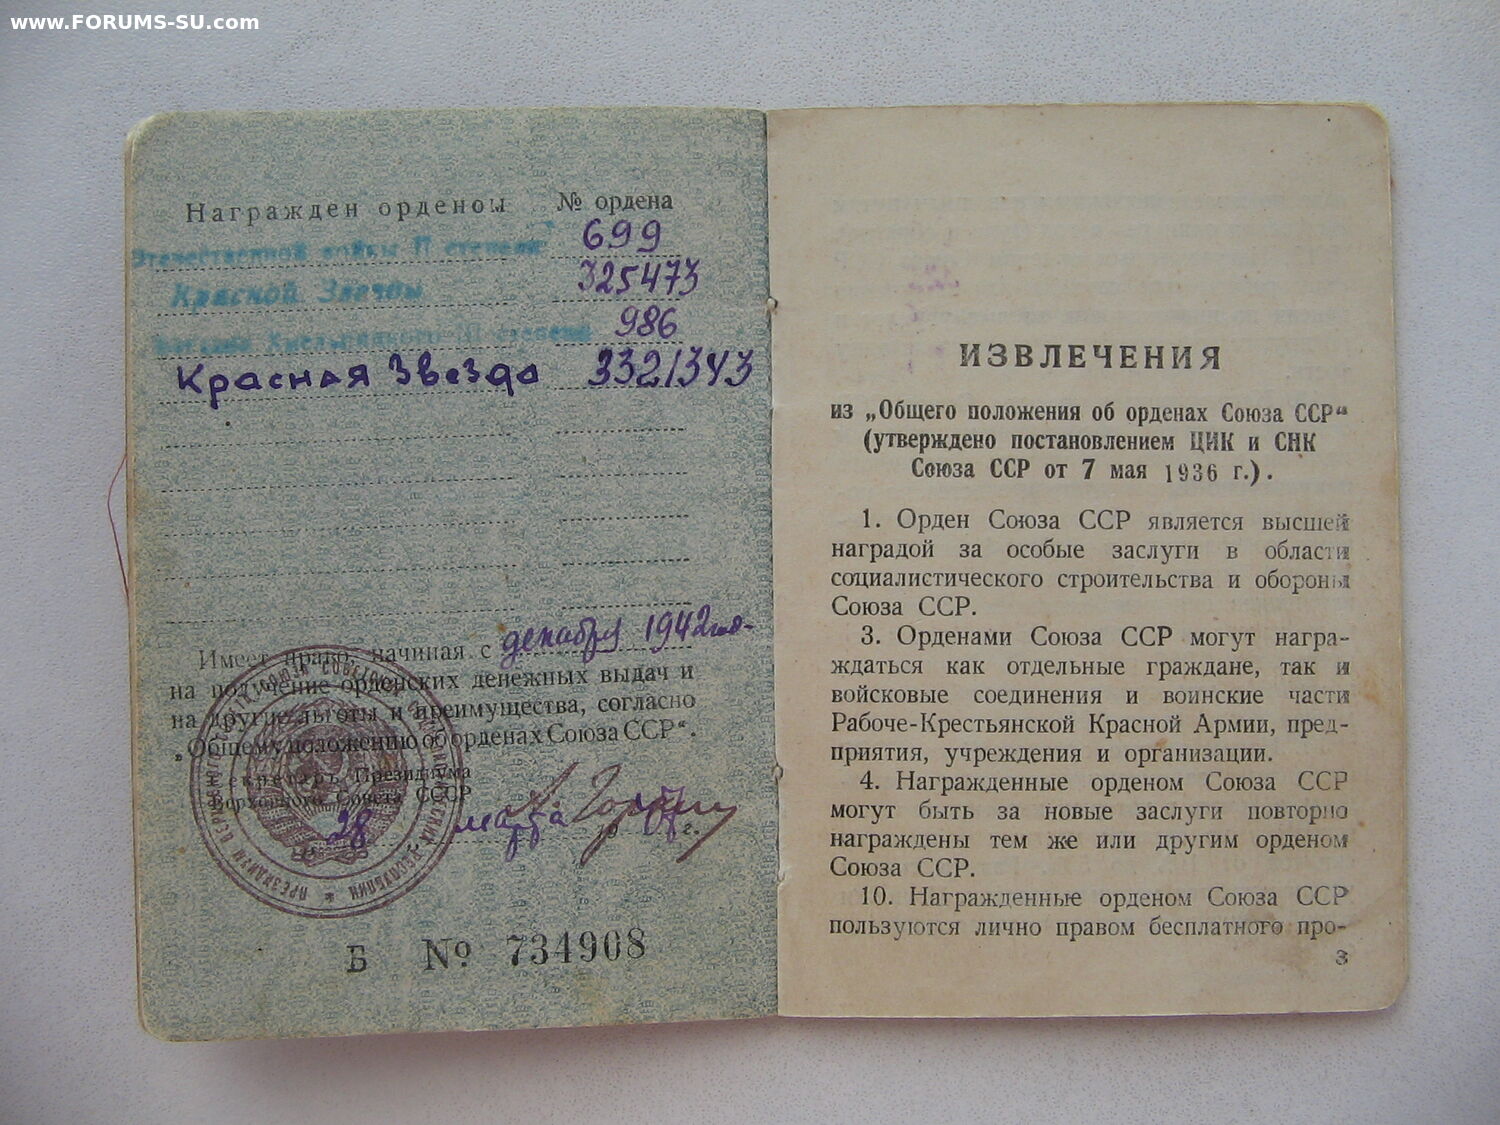 www.FORUMS-SU.com
Награжден орденом № ордена
Отечественной войны II степени 699
Красной Звезды 325473
Богдана Хмельницкого III степени 986
Красная Звезда 3321343
Имеет право начиная с декабря 1942
на получение орденских денежных выдач и
на другие льготы и преимущества, согласно
„Общему положению об орденах Союза ССР“.
Секретарь Президиума
Верховного Совета СССР
28 марта 19 г.
Б № 734908
ИЗВЛЕЧЕНИЯ
из „Общего положения об орденах Союза ССР“
(утверждено постановлением ЦИК и СНК
Союза ССР от 7 мая 1936 г.).
1. Орден Союза ССР является высшей
наградой за особые заслуги в области
социалистического строительства и обороны
Союза ССР.
3. Орденами Союза ССР могут награ-
ждаться как отдельные граждане, так и
войсковые соединения и воинские части
Рабоче-Крестьянской Красной Армии, пред-
приятия, учреждения и организации.
4. Награжденные орденом Союза ССР
могут быть за новые заслуги повторно
награждены тем же или другим орденом
Союза ССР.
10. Награжденные орденом Союза ССР
пользуются лично правом бесплатного про-
3